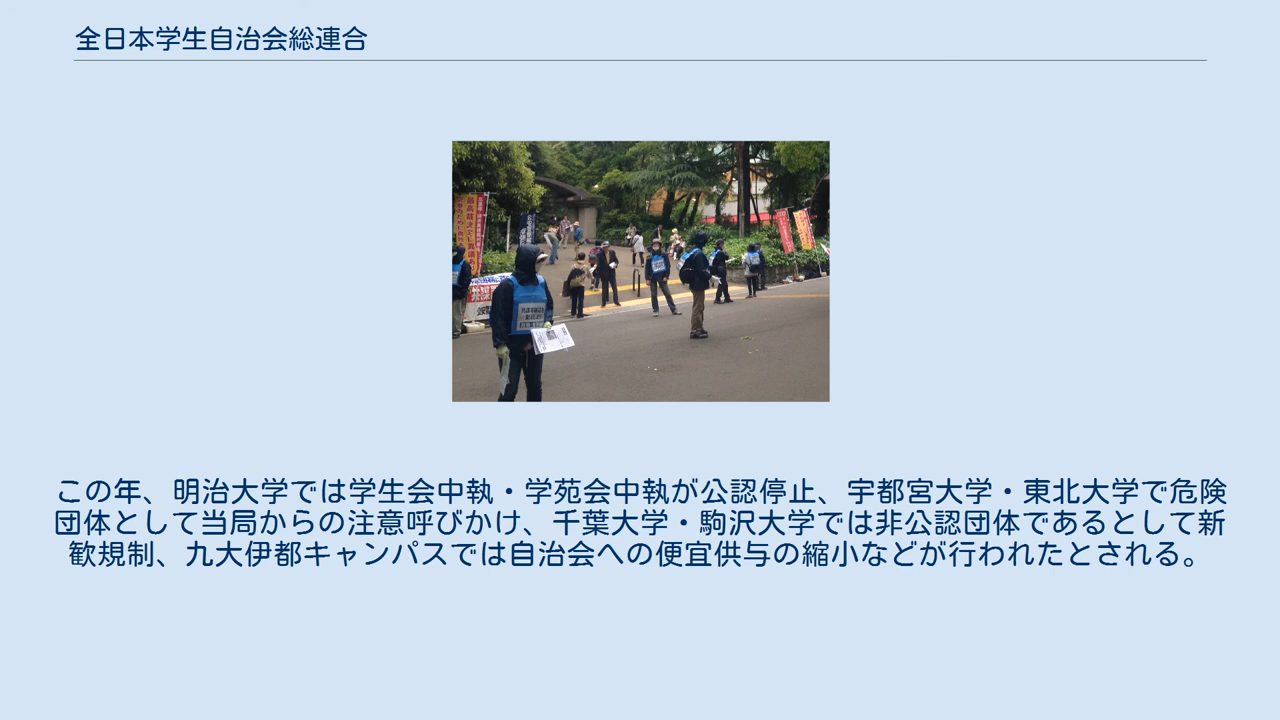 全日本学生自治会総連合
この年、明治大学では学生会中執・学苑会中執が公認停止、宇都宮大学・東北大学で危険
団体として当局からの注意呼びかけ、千葉大学・駒沢大学では非公認団体であるとして新
歓規制、九大伊都キャンパスでは自治会への便宜供与の縮小などが行われたとされる。